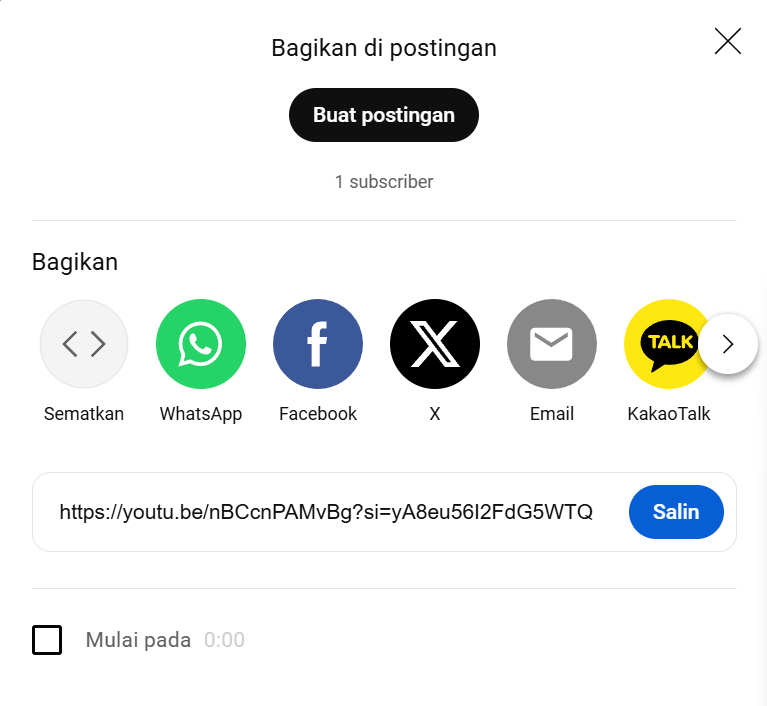 Bagikan di postingan
Buat postingan
1 subscriber
Bagikan
TALK
Sematkan
WhatsApp
Facebook
X
Email
KakaoTalk
https://youtu.be/nBCcnPAMvBg?si=yA8eu56I2FdG5WTQ
Salin
Mulai pada 0:00